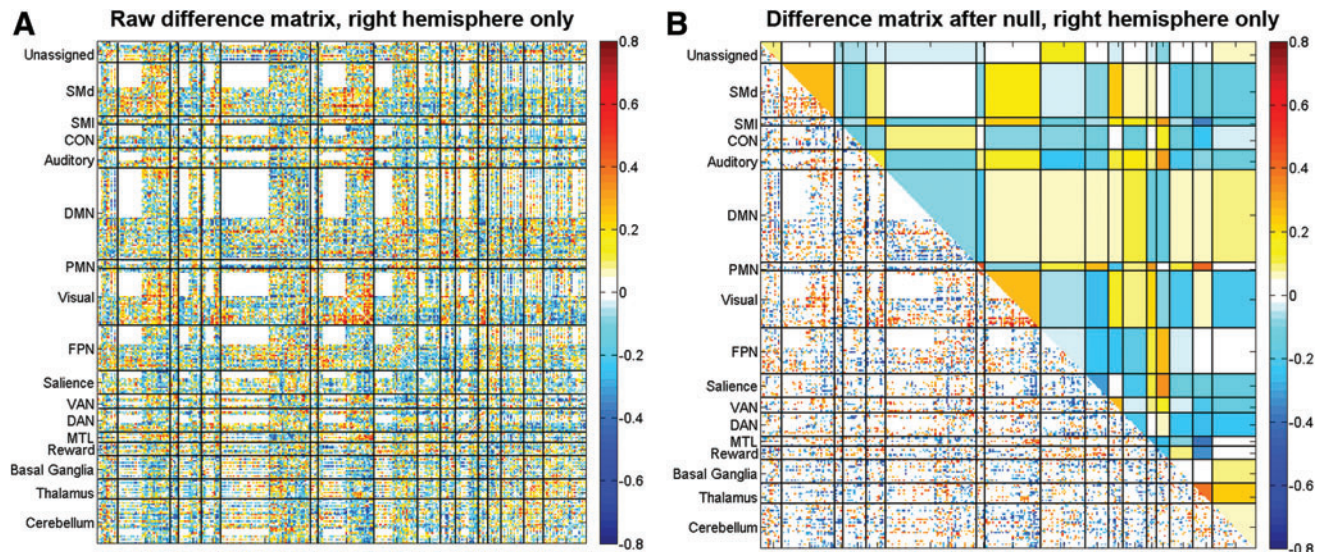 A
Raw difference matrix, right hemisphere only
Unassigned
SMd
SMl
CON
Auditory
DMN
PMN
Visual
FPN
Salience
VAN
DAN
MTL
Reward
Basal Ganglia
Thalamus
Cerebellum
0.8
0.6
0.4
0.2
0
-0.2
-0.4
-0.6
-0.8
B
Difference matrix after null, right hemisphere only
Unassigned
SMd
SMl
CON
Auditory
DMN
PMN
Visual
FPN
Salience
VAN
DAN
MTL
Reward
Basal Ganglia
Thalamus
Cerebellum
0.8
0.6
0.4
0.2
0
-0.2
-0.4
-0.6
-0.8